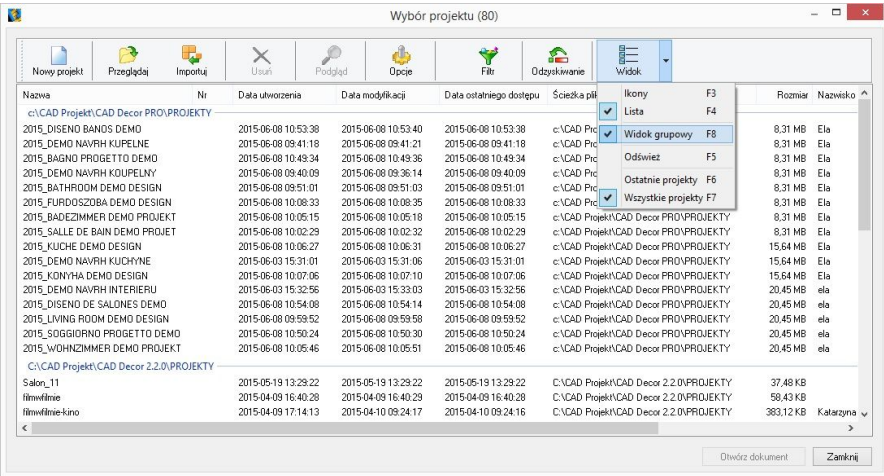 Wybór projektu (80)
Nowy projekt Przeglądaj Importuj Usuń Podgląd Opcje Filtr Odzyskiwanie Widok
Nazwa Nr Data utworzenia Data modyfikacji Data ostatniego dostępu Ścieżka plik Rozmiar Nazwisko
Ikony F3
Lista F4
Widok grupowy F8
Odśwież F5
Ostatnie projekty F6
Wszystkie projekty F7
c:\CAD Projekt\CAD Decor PRO\PROJEKTY
2015_DISENO BANOS DEMO 2015-06-08 10:53:38 2015-06-08 10:53:40 2015-06-08 10:53:38 c:\CAD Pro 8,31 MB Ela
2015_DEMO NAVRH KUPELNE 2015-06-08 09:41:18 2015-06-08 09:41:21 2015-06-08 09:41:18 c:\CAD Pro 8,31 MB Ela
2015_BAGNO PROGETTO DEMO 2015-06-08 10:49:34 2015-06-08 10:49:36 2015-06-08 10:49:34 c:\CAD Pro 8,31 MB Ela
2015_DEMO NAVRH KOUPELNY 2015-06-08 09:40:09 2015-06-08 09:36:14 2015-06-08 09:40:09 c:\CAD Pro 8,31 MB Ela
2015_BATHROOM DEMO DESIGN 2015-06-08 09:51:01 2015-06-08 09:51:03 2015-06-08 09:51:01 c:\CAD Pro 8,31 MB Ela
2015_FURDOSZOBA DEMO DESIGN 2015-06-08 10:08:33 2015-06-08 10:08:35 2015-06-08 10:08:33 c:\CAD Pro 8,31 MB Ela
2015_BADEZIMMER DEMO PROJEKT 2015-06-08 10:05:15 2015-06-08 10:05:18 2015-06-08 10:05:15 c:\CAD Projekt\CAD Decor PRO\PROJEKTY 8,31 MB Ela
2015_SALLE DE BAIN DEMO PROJET 2015-06-08 10:02:29 2015-06-08 10:02:32 2015-06-08 10:02:29 c:\CAD Projekt\CAD Decor PRO\PROJEKTY 8,31 MB Ela
2015_KUCHE DEMO DESIGN 2015-06-08 10:06:27 2015-06-08 10:06:31 2015-06-08 10:06:27 c:\CAD Projekt\CAD Decor PRO\PROJEKTY 15,64 MB Ela
2015_DEMO NAVRH KUCHYNE 2015-06-03 15:31:01 2015-06-03 15:31:06 2015-06-03 15:31:01 c:\CAD Projekt\CAD Decor PRO\PROJEKTY 15,64 MB Ela
2015_KONYHA DEMO DESIGN 2015-06-08 10:07:06 2015-06-08 10:07:10 2015-06-08 10:07:06 c:\CAD Projekt\CAD Decor PRO\PROJEKTY 15,64 MB Ela
2015_DEMO NAVRH INTERIERU 2015-06-03 15:32:56 2015-06-03 15:33:03 2015-06-03 15:32:56 c:\CAD Projekt\CAD Decor PRO\PROJEKTY 20,45 MB ela
2015_DISENO DE SALONES DEMO 2015-06-08 10:54:08 2015-06-08 10:54:14 2015-06-08 10:54:08 c:\CAD Projekt\CAD Decor PRO\PROJEKTY 20,45 MB ela
2015_LIVING ROOM DEMO DESIGN 2015-06-08 09:59:52 2015-06-08 09:59:58 2015-06-08 09:59:52 c:\CAD Projekt\CAD Decor PRO\PROJEKTY 20,45 MB ela
2015_SOGGIORNO PROGETTO DEMO 2015-06-08 10:50:24 2015-06-08 10:50:30 2015-06-08 10:50:24 c:\CAD Projekt\CAD Decor PRO\PROJEKTY 20,45 MB ela
2015_WOHNZIMMER DEMO PROJEKT 2015-06-08 10:05:46 2015-06-08 10:05:51 2015-06-08 10:05:46 c:\CAD Projekt\CAD Decor PRO\PROJEKTY 20,45 MB ela
C:\CAD Projekt\CAD Decor 2.2.0\PROJEKTY
Salon_11 2015-05-19 13:29:22 2015-05-19 13:29:22 2015-05-19 13:29:22 C:\CAD Projekt\CAD Decor 2.2.0\PROJEKTY 37,48 KB
filmwfilmie 2015-04-09 16:40:28 2015-04-09 16:40:29 2015-04-09 16:40:28 C:\CAD Projekt\CAD Decor 2.2.0\PROJEKTY 58,43 KB
filmwfilmie-kino 2015-04-09 17:14:13 2015-04-10 09:24:17 2015-04-10 09:24:16 C:\CAD Projekt\CAD Decor 2.2.0\PROJEKTY 383,12 KB Katarzyna
Otwórz dokument Zamknij